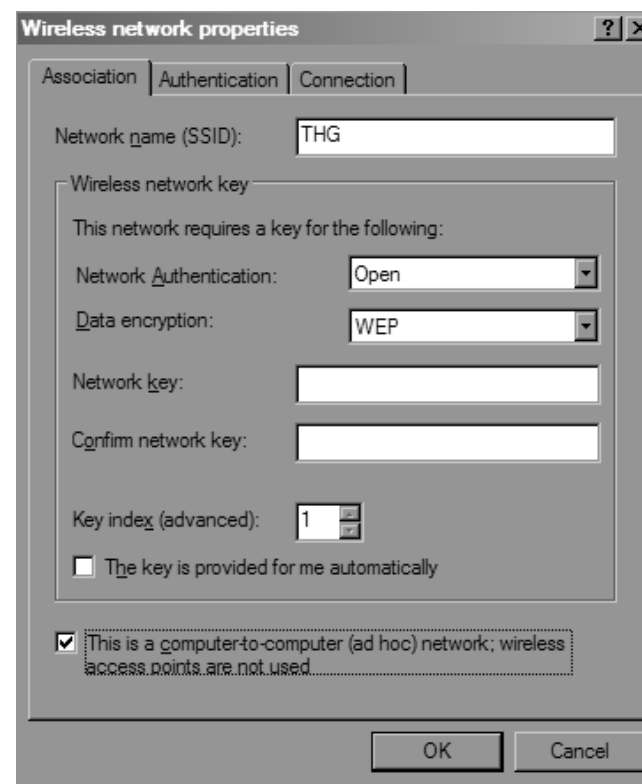 Wireless network properties
Association Authentication Connection
Network name (SSID): THG
Wireless network key
This network requires a key for the following:
Network Authentication: Open
Data encryption: WEP
Network key:
Confirm network key:
Key index (advanced): 1
The key is provided for me automatically
This is a computer-to-computer (ad hoc) network; wireless
access points are not used
OK Cancel